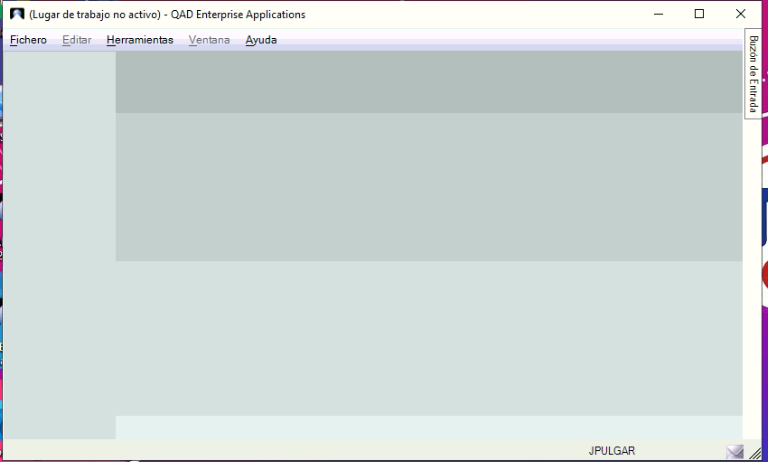 (Lugar de trabajo no activo) - QAD Enterprise Applications
Fichero Editar Herramientas Ventana Ayuda
Buzón de Entrada
JPULGAR